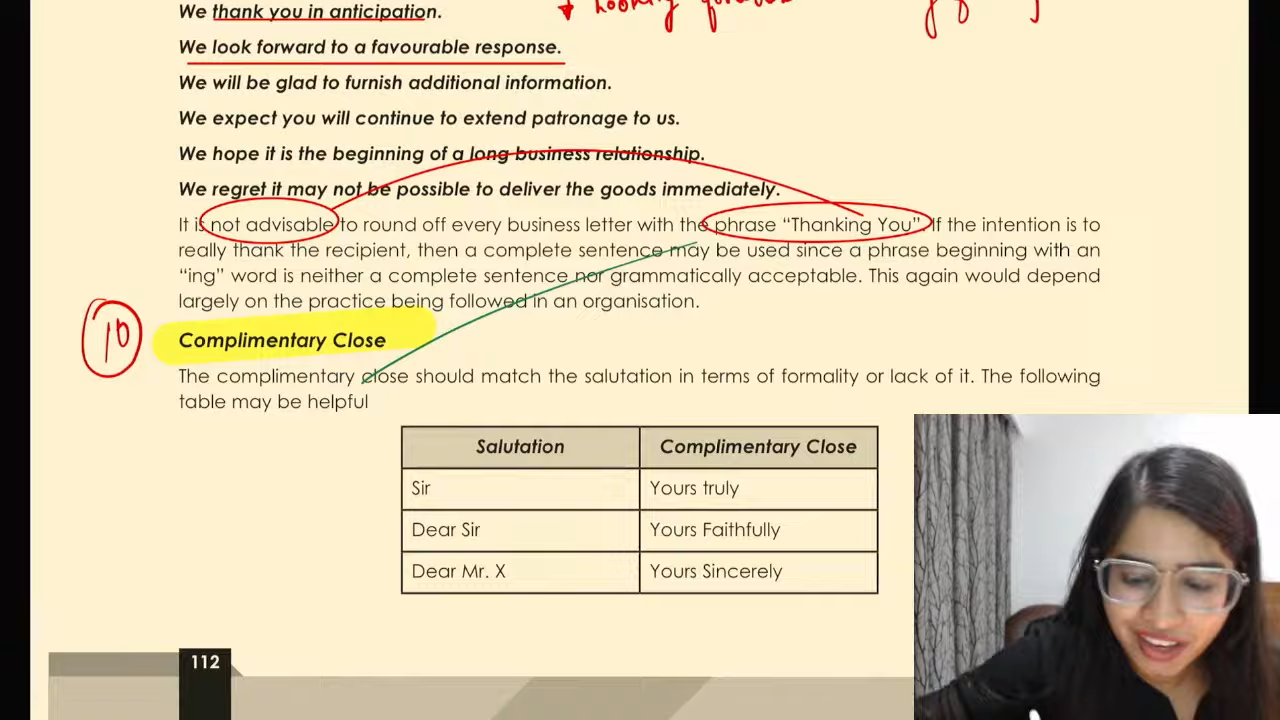 We thank you in anticipation.
We look forward to a favourable response.
We will be glad to furnish additional information.
We expect you will continue to extend patronage to us.
We hope it is the beginning of a long business relationship.
We regret it may not be possible to deliver the goods immediately.
It is not advisable to round off every business letter with the phrase “Thanking You”. If the intention is to
really thank the recipient, then a complete sentence may be used since a phrase beginning with an
“ing” word is neither a complete sentence nor grammatically acceptable. This again would depend
largely on the practice being followed in an organisation.
10
Complimentary Close
The complimentary close should match the salutation in terms of formality or lack of it. The following
table may be helpful
Salutation Complimentary Close
Sir Yours truly
Dear Sir Yours Faithfully
Dear Mr. X Yours Sincerely
112